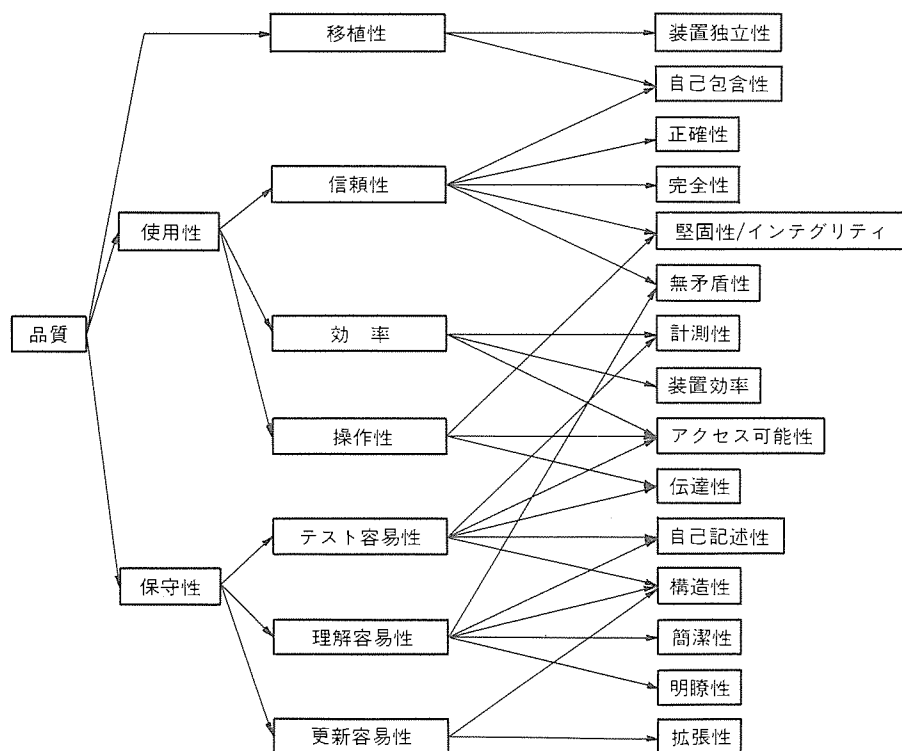 移植性
装置独立性
自己包含性
正確性
信頼性
完全性
使用性
堅固性/インテグリティ
無矛盾性
品質
効 率
計測性
装置効率
操作性
アクセス可能性
伝達性
テスト容易性
自己記述性
保守性
構造性
理解容易性
簡潔性
明瞭性
更新容易性
拡張性